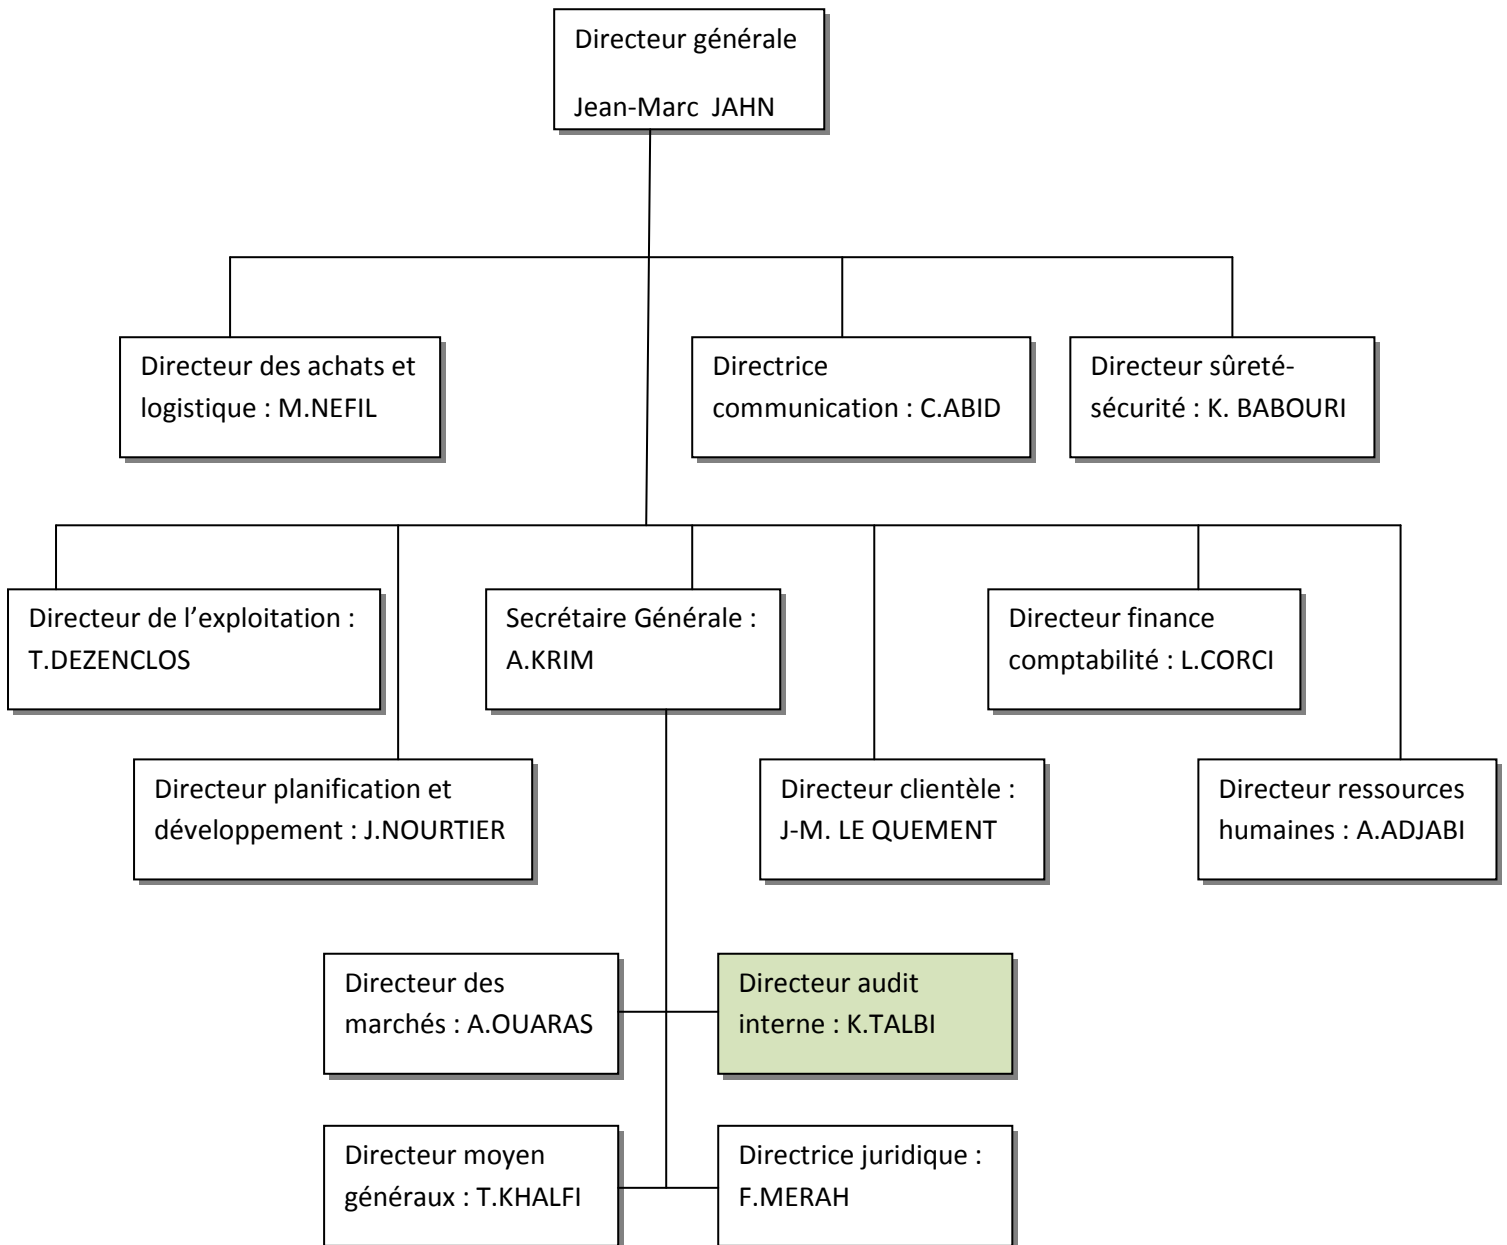 Directeur générale
Jean-Marc JAHN
Directeur des achats et
logistique : M.NEFIL
Directrice
communication : C.ABID
Directeur sûreté-
sécurité : K. BABOURI
Directeur de l’exploitation :
T.DEZENCLOS
Secrétaire Générale :
A.KRIM
Directeur finance
comptabilité : L.CORCI
Directeur planification et
développement : J.NOURTIER
Directeur clientèle :
J-M. LE QUEMENT
Directeur ressources
humaines : A.ADJABI
Directeur des
marchés : A.OUARAS
Directeur audit
interne : K.TALBI
Directeur moyen
généraux : T.KHALFI
Directrice juridique :
F.MERAH